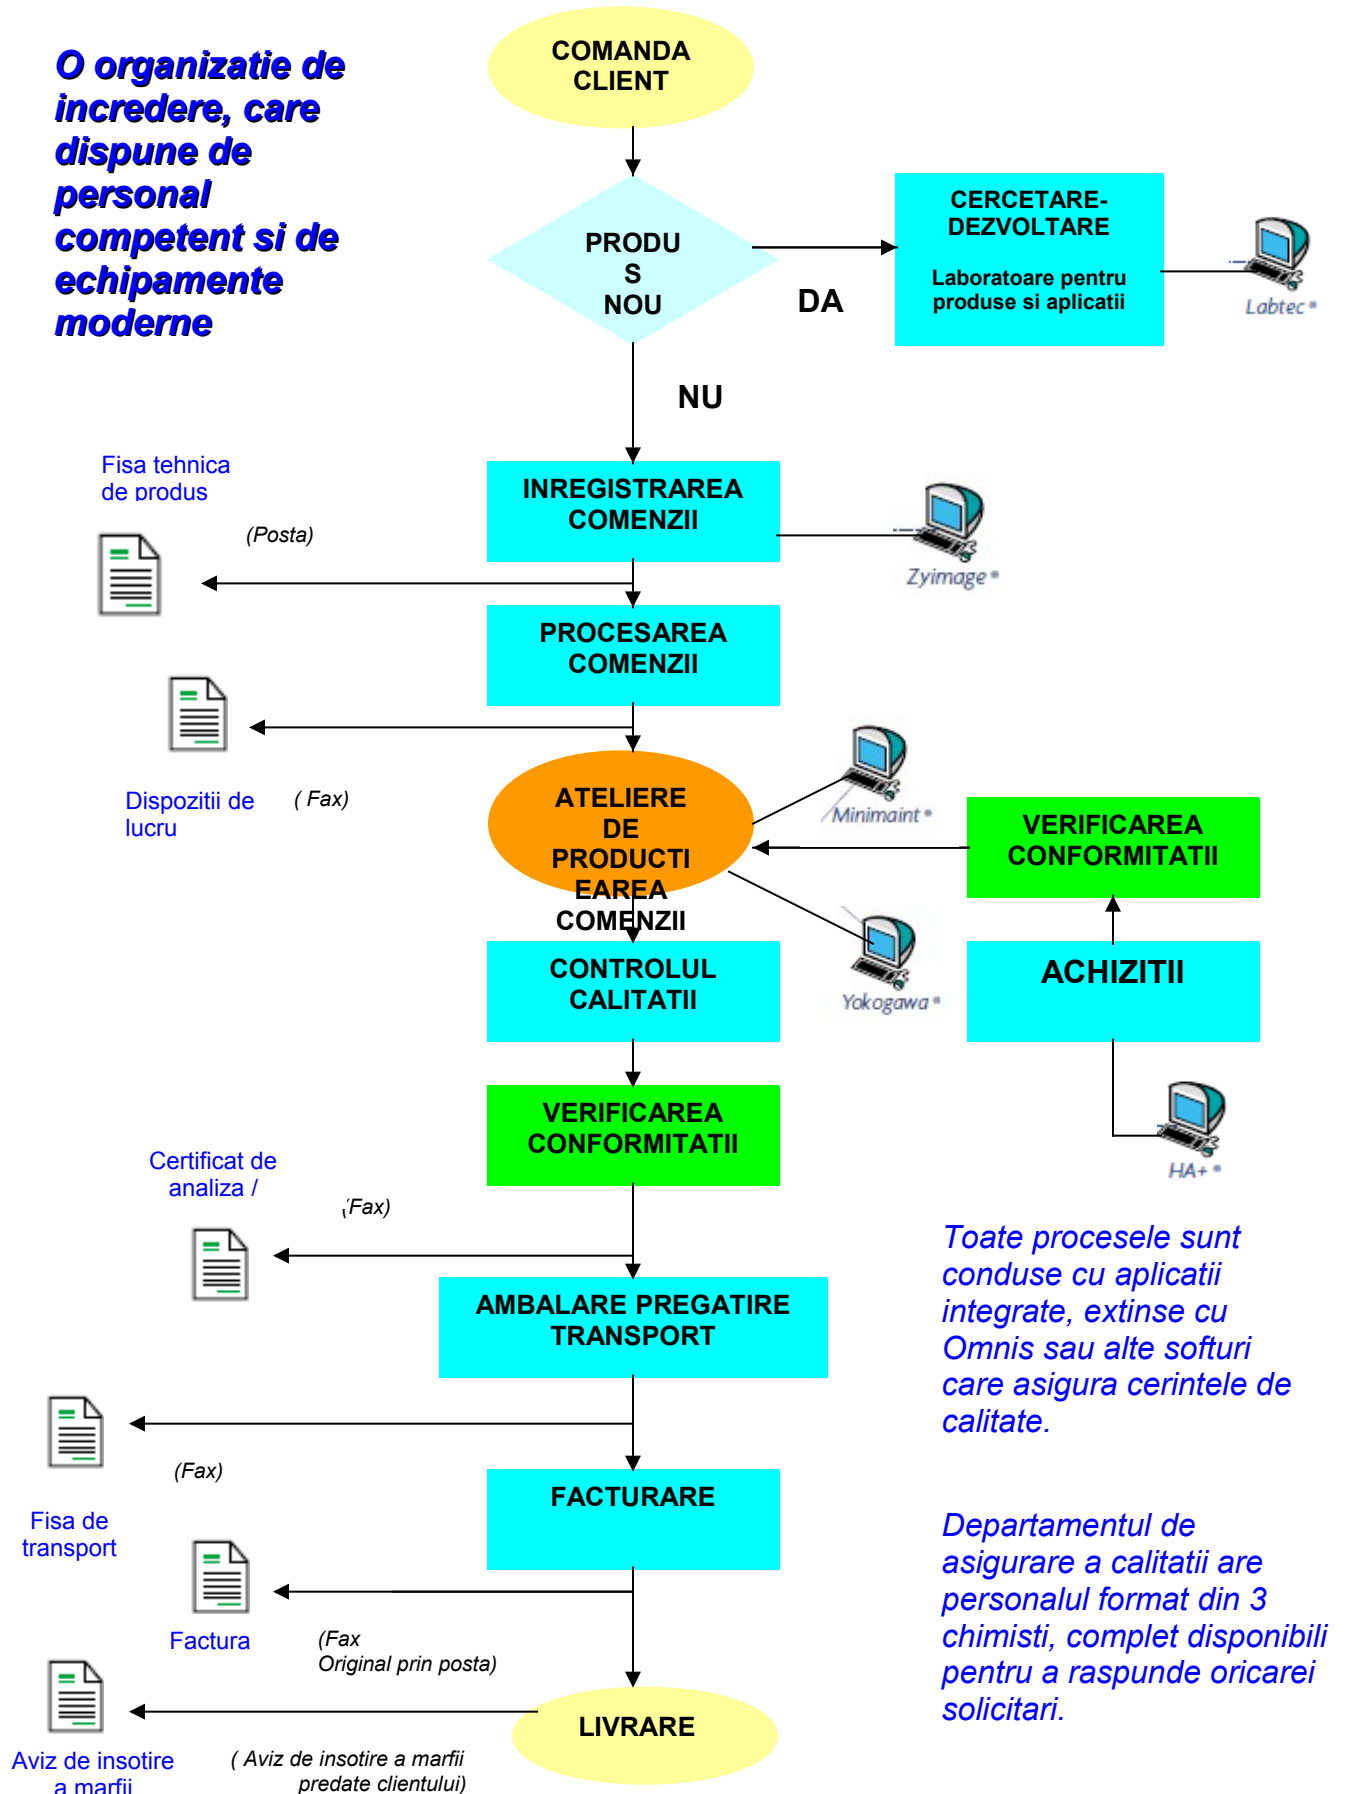 O organizatie de
incredere, care
dispune de
personal
competent si de
echipamente
moderne
COMANDA
CLIENT
PRODU
S
NOU
DA
CERCETARE-
DEZVOLTARE
Laboratoare pentru
produse si aplicatii
Labtec ®
NU
Fisa tehnica
de produs
(Posta)
INREGISTRAREA
COMENZII
Zyimage ®
PROCESAREA
COMENZII
Dispozitii de
lucru
( Fax)
ATELIERE
DE
PRODUCTI
EAREA
COMENZII
Minimaint ®
VERIFICAREA
CONFORMITATII
Yokogawa ®
ACHIZITII
HA+ ®
CONTROLUL
CALITATII
VERIFICAREA
CONFORMITATII
Certificat de
analiza /
(Fax)
AMBALARE PREGATIRE
TRANSPORT
Toate procesele sunt
conduse cu aplicatii
integrate, extinse cu
Omnis sau alte softuri
care asigura cerintele de
calitate.
(Fax)
Fisa de
transport
FACTURARE
Departamentul de
asigurare a calitatii are
personalul format din 3
chimisti, complet disponibili
pentru a raspunde oricarei
solicitari.
Factura
(Fax
Original prin posta)
LIVRARE
Aviz de insotire
a marfii
( Aviz de insotire a marfii
predate clientului)